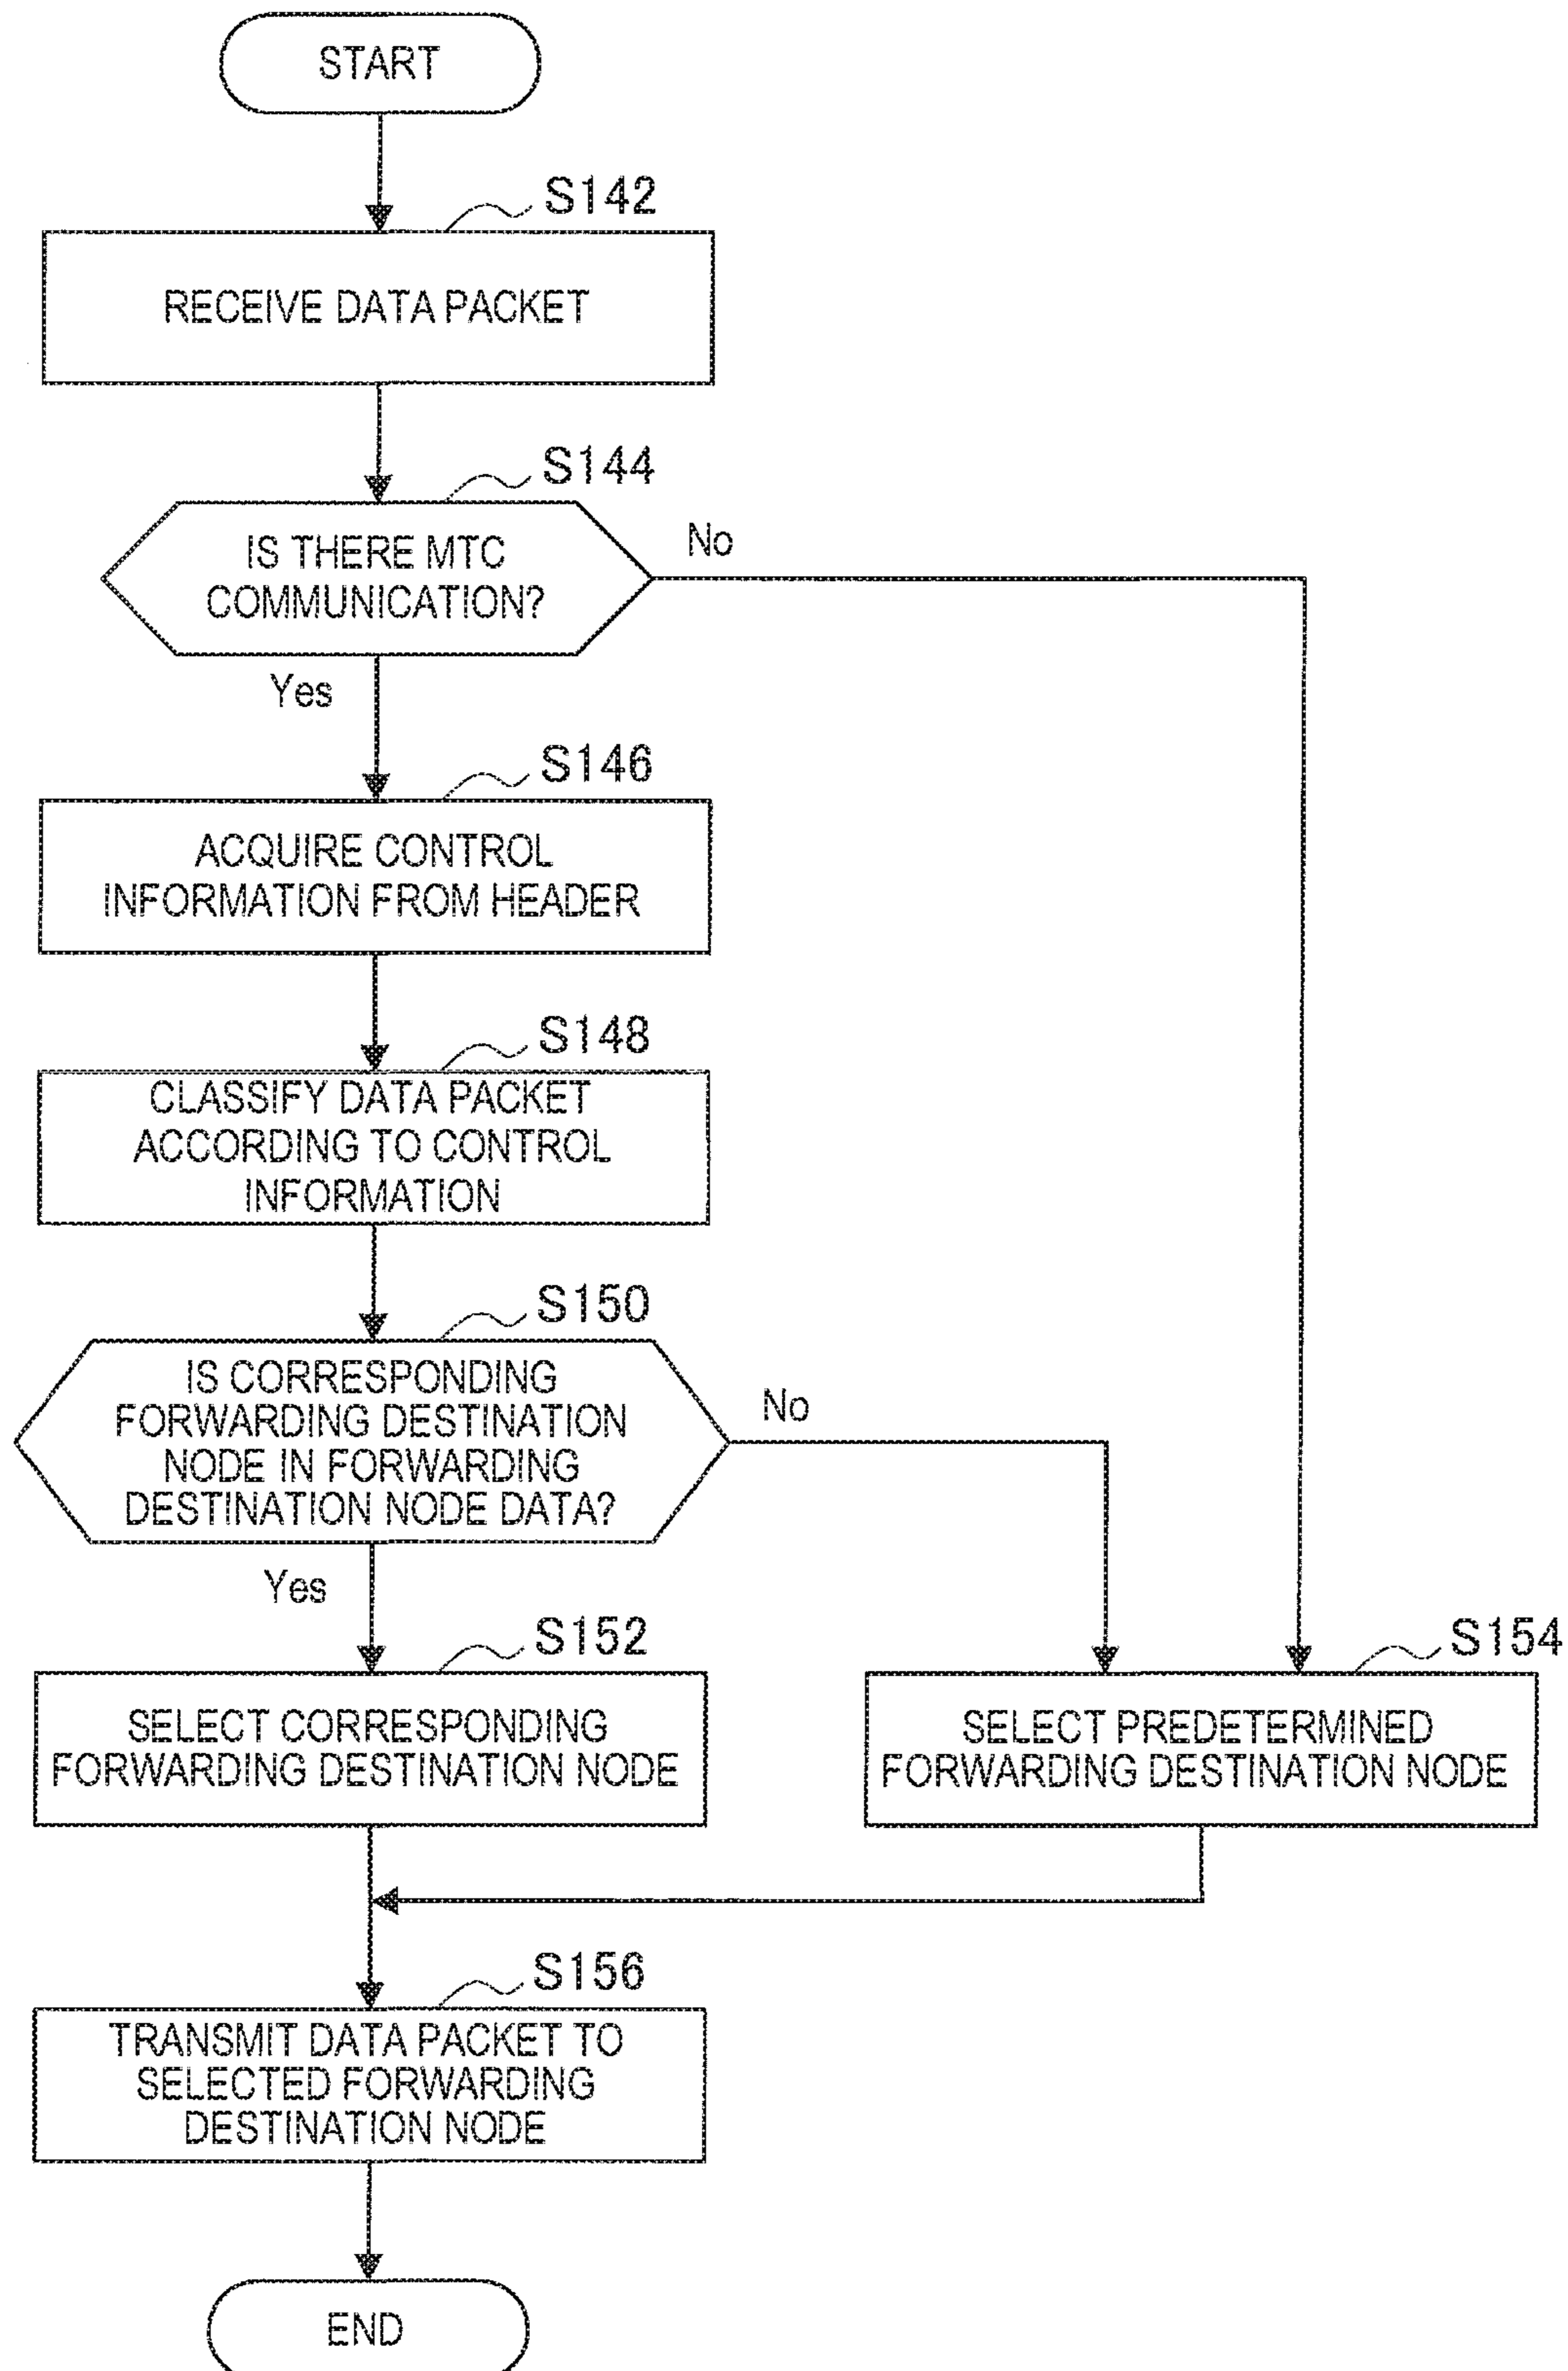 START
S142
RECEIVE DATA PACKET
S144
IS THERE MTC
COMMUNICATION?
No
Yes
S146
ACQUIRE CONTROL
INFORMATION FROM HEADER
S148
CLASSIFY DATA PACKET
ACCORDING TO CONTROL
INFORMATION
S150
IS CORRESPONDING
FORWARDING DESTINATION
NODE IN FORWARDING
DESTINATION NODE DATA?
No
Yes
S152
SELECT CORRESPONDING
FORWARDING DESTINATION NODE
S154
SELECT PREDETERMINED
FORWARDING DESTINATION NODE
S156
TRANSMIT DATA PACKET TO
SELECTED FORWARDING
DESTINATION NODE
END